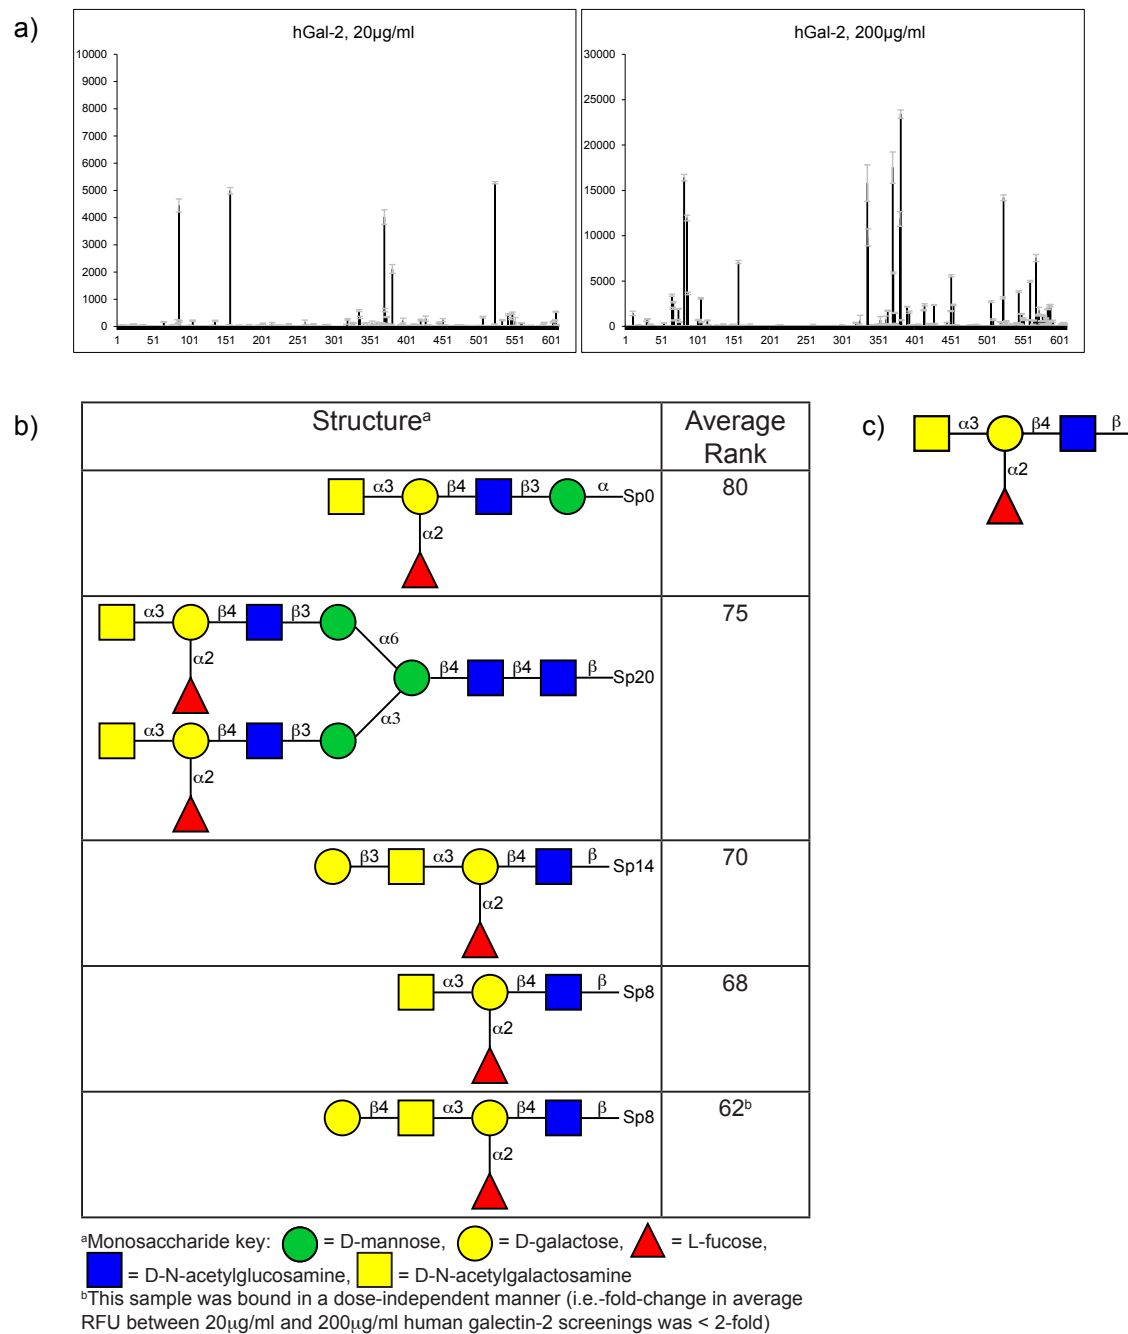 a)
hGal-2, 20µg/ml
10000
9000
8000
7000
6000
5000
4000
3000
2000
1000
0
1 51 101 151 201 251 301 351 401 451 501 551 601
hGal-2, 200µg/ml
30000
25000
20000
15000
10000
5000
0
1 51 101 151 201 251 301 351 401 451 501 551 601
b)
Structureᵃ
Average
Rank
α3 β4 β3 α Sp0
α2
80
α3 β4 β3
α2
α6
β4 β4 β Sp20
α3
α3 β4 β3
α2
75
β3 α3 β4 β Sp14
α2
70
α3 β4 β Sp8
α2
68
β4 α3 β4 β Sp8
α2
62ᵇ
ᵃMonosaccharide key: = D-mannose, = D-galactose, = L-fucose,
= D-N-acetylglucosamine, = D-N-acetylgalactosamine
ᵇThis sample was bound in a dose-independent manner (i.e.-fold-change in average
RFU between 20µg/ml and 200µg/ml human galectin-2 screenings was < 2-fold)
c)
α3 β4 β
α2